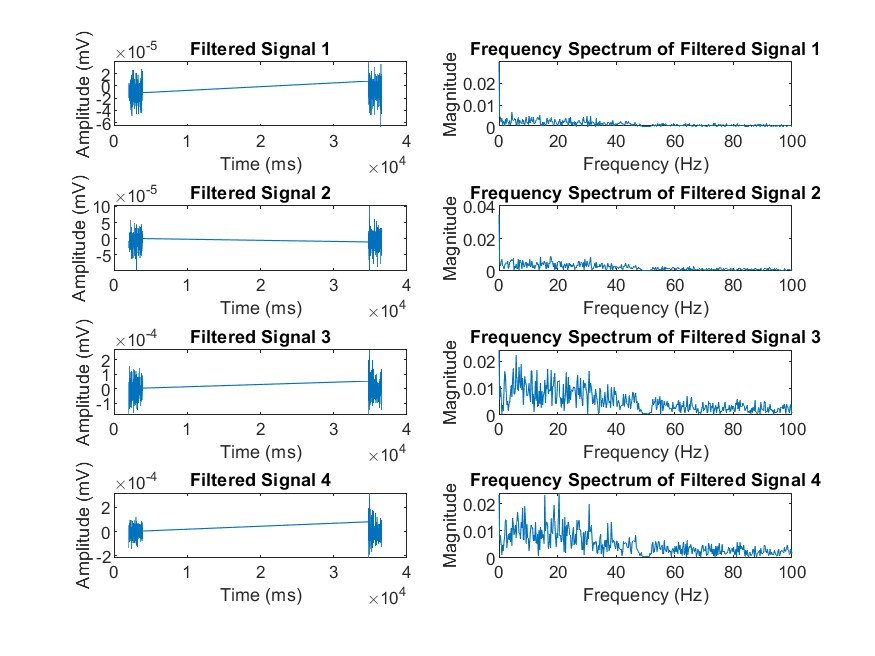 Filtered Signal 1
×10-5
Amplitude (mV)
2
0
-2
-4
-6
0 1 2 3 4
Time (ms)
×104
Frequency Spectrum of Filtered Signal 1
Magnitude
0.02
0.01
0
0 20 40 60 80 100
Frequency (Hz)
Filtered Signal 2
×10-5
Amplitude (mV)
10
5
0
-5
0 1 2 3 4
Time (ms)
×104
Frequency Spectrum of Filtered Signal 2
Magnitude
0.04
0.02
0
0 20 40 60 80 100
Frequency (Hz)
Filtered Signal 3
×10-4
Amplitude (mV)
2
1
0
-1
0 1 2 3 4
Time (ms)
×104
Frequency Spectrum of Filtered Signal 3
Magnitude
0.02
0.01
0
0 20 40 60 80 100
Frequency (Hz)
Filtered Signal 4
×10-4
Amplitude (mV)
2
0
-2
0 1 2 3 4
Time (ms)
×104
Frequency Spectrum of Filtered Signal 4
Magnitude
0.02
0.01
0
0 20 40 60 80 100
Frequency (Hz)